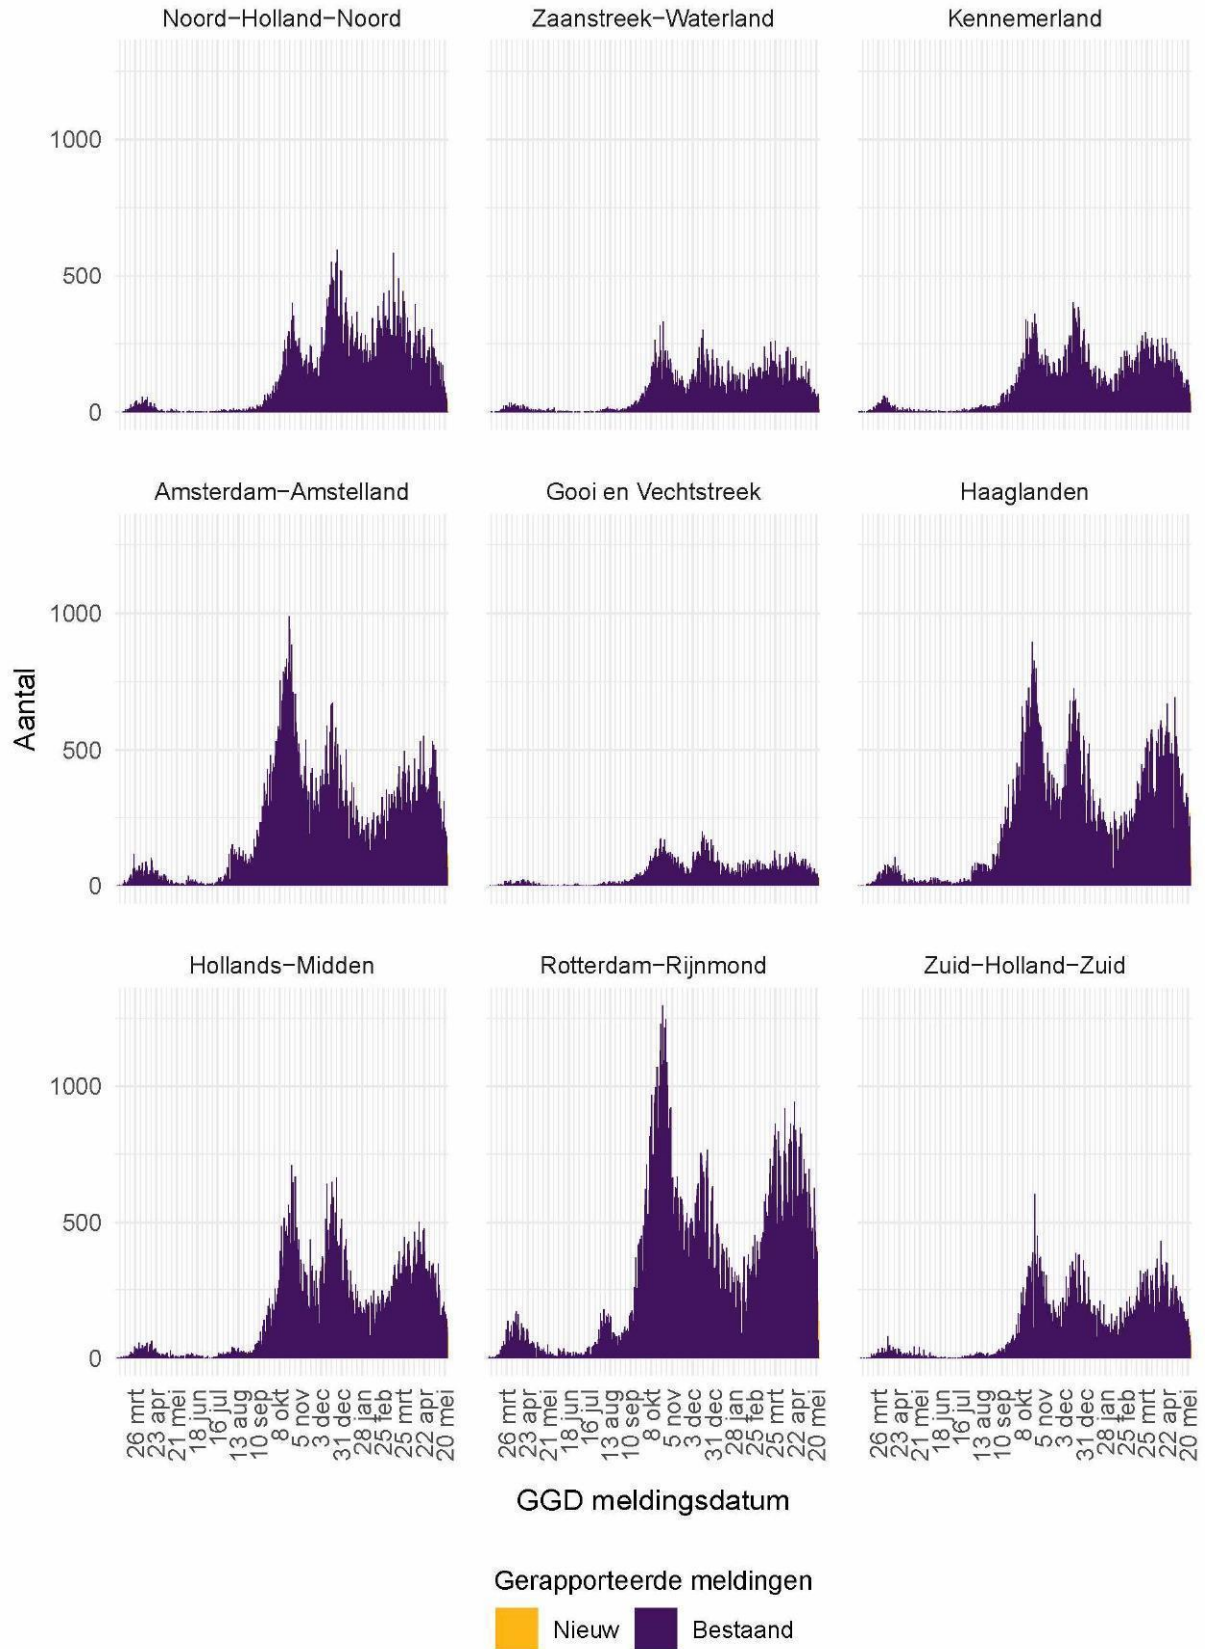 Noord-Holland-Noord
Zaanstreek-Waterland
Kennemerland
1000
500
0
Amsterdam-Amstelland
Gooi en Vechtstreek
Haaglanden
1000
500
0
Aantal
Hollands-Midden
Rotterdam-Rijnmond
Zuid-Holland-Zuid
1000
500
0
26 mrt
23 apr
21 mei
18 jun
16 jul
13 aug
10 sep
8 okt
5 nov
3 dec
31 dec
28 jan
25 feb
25 mrt
22 apr
20 mei
26 mrt
23 apr
21 mei
18 jun
16 jul
13 aug
10 sep
8 okt
5 nov
3 dec
31 dec
28 jan
25 feb
25 mrt
22 apr
20 mei
26 mrt
23 apr
21 mei
18 jun
16 jul
13 aug
10 sep
8 okt
5 nov
3 dec
31 dec
28 jan
25 feb
25 mrt
22 apr
20 mei
GGD meldingsdatum
Gerapporteerde meldingen
Nieuw
Bestaand